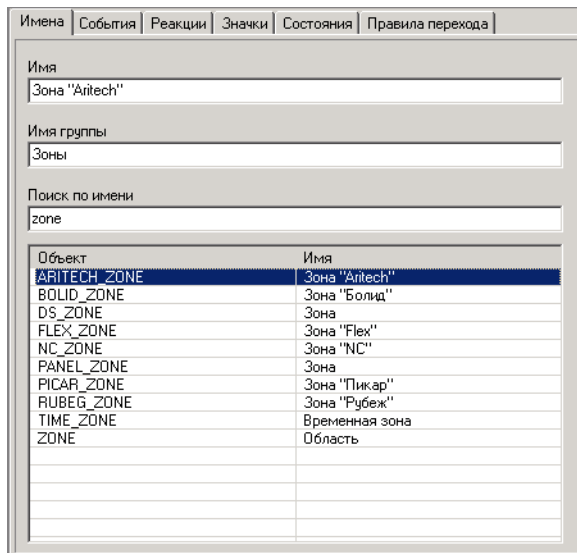 Имена События Реакции Значки Состояния Правила перехода
Имя
Зона "Aritech"
Имя группы
Зоны
Поиск по имени
zone
Объект Имя
ARITECH_ZONE Зона "Aritech"
BOLID_ZONE Зона "Болид"
DS_ZONE Зона
FLEX_ZONE Зона "Flex"
NC_ZONE Зона "NC"
PANEL_ZONE Зона
PICAR_ZONE Зона "Пикар"
RUBEG_ZONE Зона "Рубеж"
TIME_ZONE Временная зона
ZONE Область